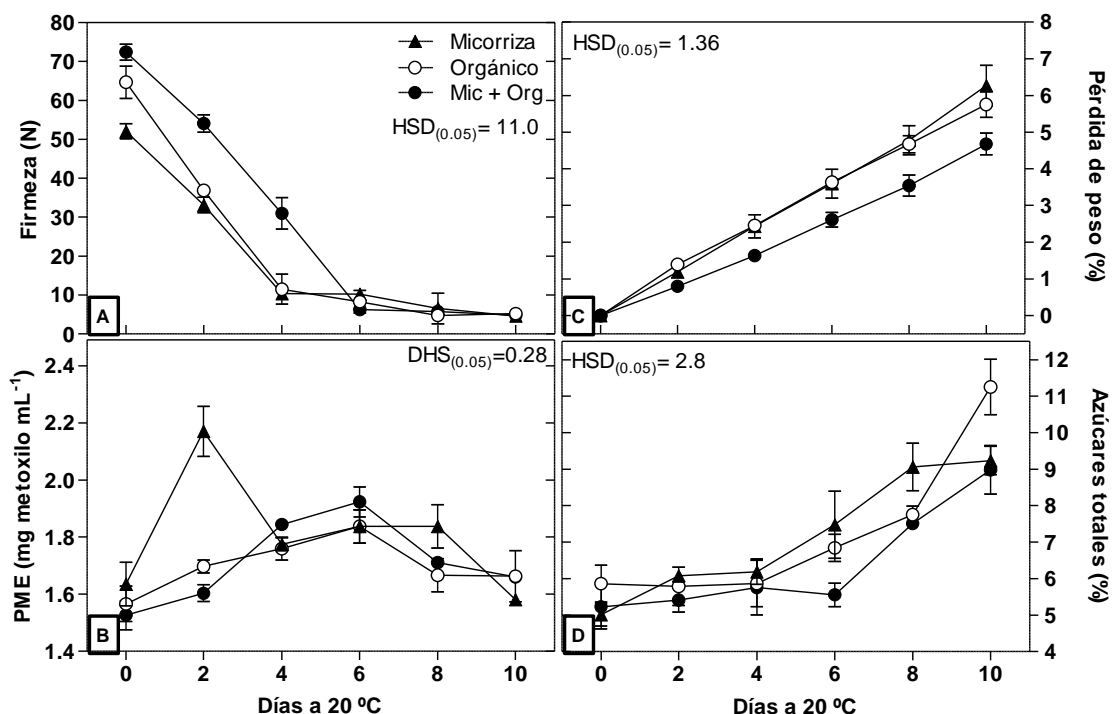 Firmeza (N)
80
70
60
50
40
30
20
10
0
Micorriza
Orgánico
Mic + Org
HSD(0.05)= 11.0
A
HSD(0.05)= 1.36
C
8
7
6
5
4
3
2
1
0
Pérdida de
peso (%)
PME (mg metoxilo mL-1)
2.4
2.2
2.0
1.8
1.6
1.4
DHS(0.05)=0.28
B
0 2 4 6 8 10
Días a 20 ºC
HSD(0.05)= 2.8
D
12
11
10
9
8
7
6
5
4
Azúcares totales
(%)
0 2 4 6 8 10
Días a 20 ºC